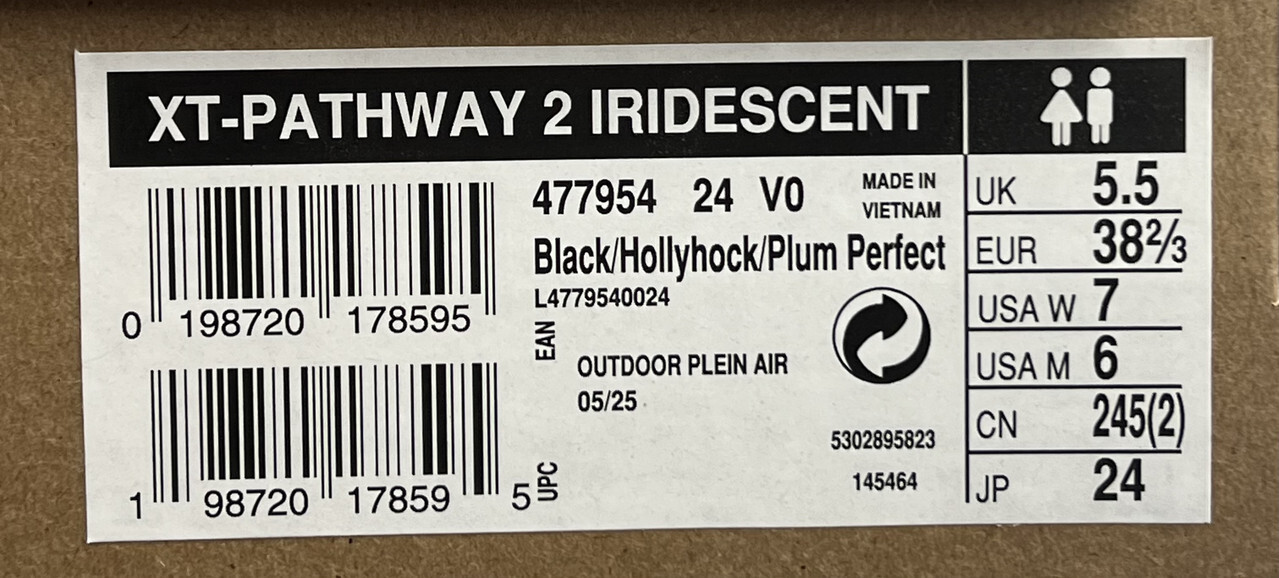 XT-PATHWAY 2 IRIDESCENT
0 198720 178595
1 98720 17859 5
477954 24 V0
MADE IN
VIETNAM
Black/Hollyhock/Plum Perfect
L4779540024
EAN
OUTDOOR PLEIN AIR
05/25
5302895823
UPC
145464
UK 5.5
EUR 38⅔
USA W 7
USA M 6
CN 245(2)
JP 24